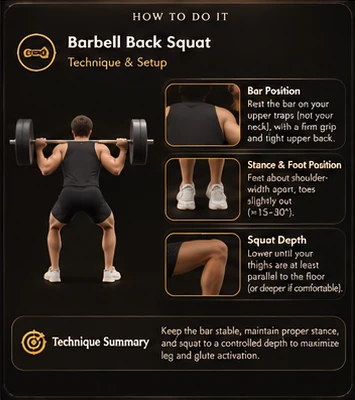 HOW TO DO IT
Barbell Back Squat
Technique & Setup
Bar Position
Rest the bar on your
upper traps (not your
neck), with a firm grip
and tight upper back.
Stance & Foot Position
Feet about shoulder-
width apart, toes
slightly out
(≈15–30°).
Squat Depth
Lower until your
thighs are at least
parallel to the floor
(or deeper if comfortable).
Technique Summary
Keep the bar stable, maintain proper stance,
and squat to a controlled depth to maximize
leg and glute activation.